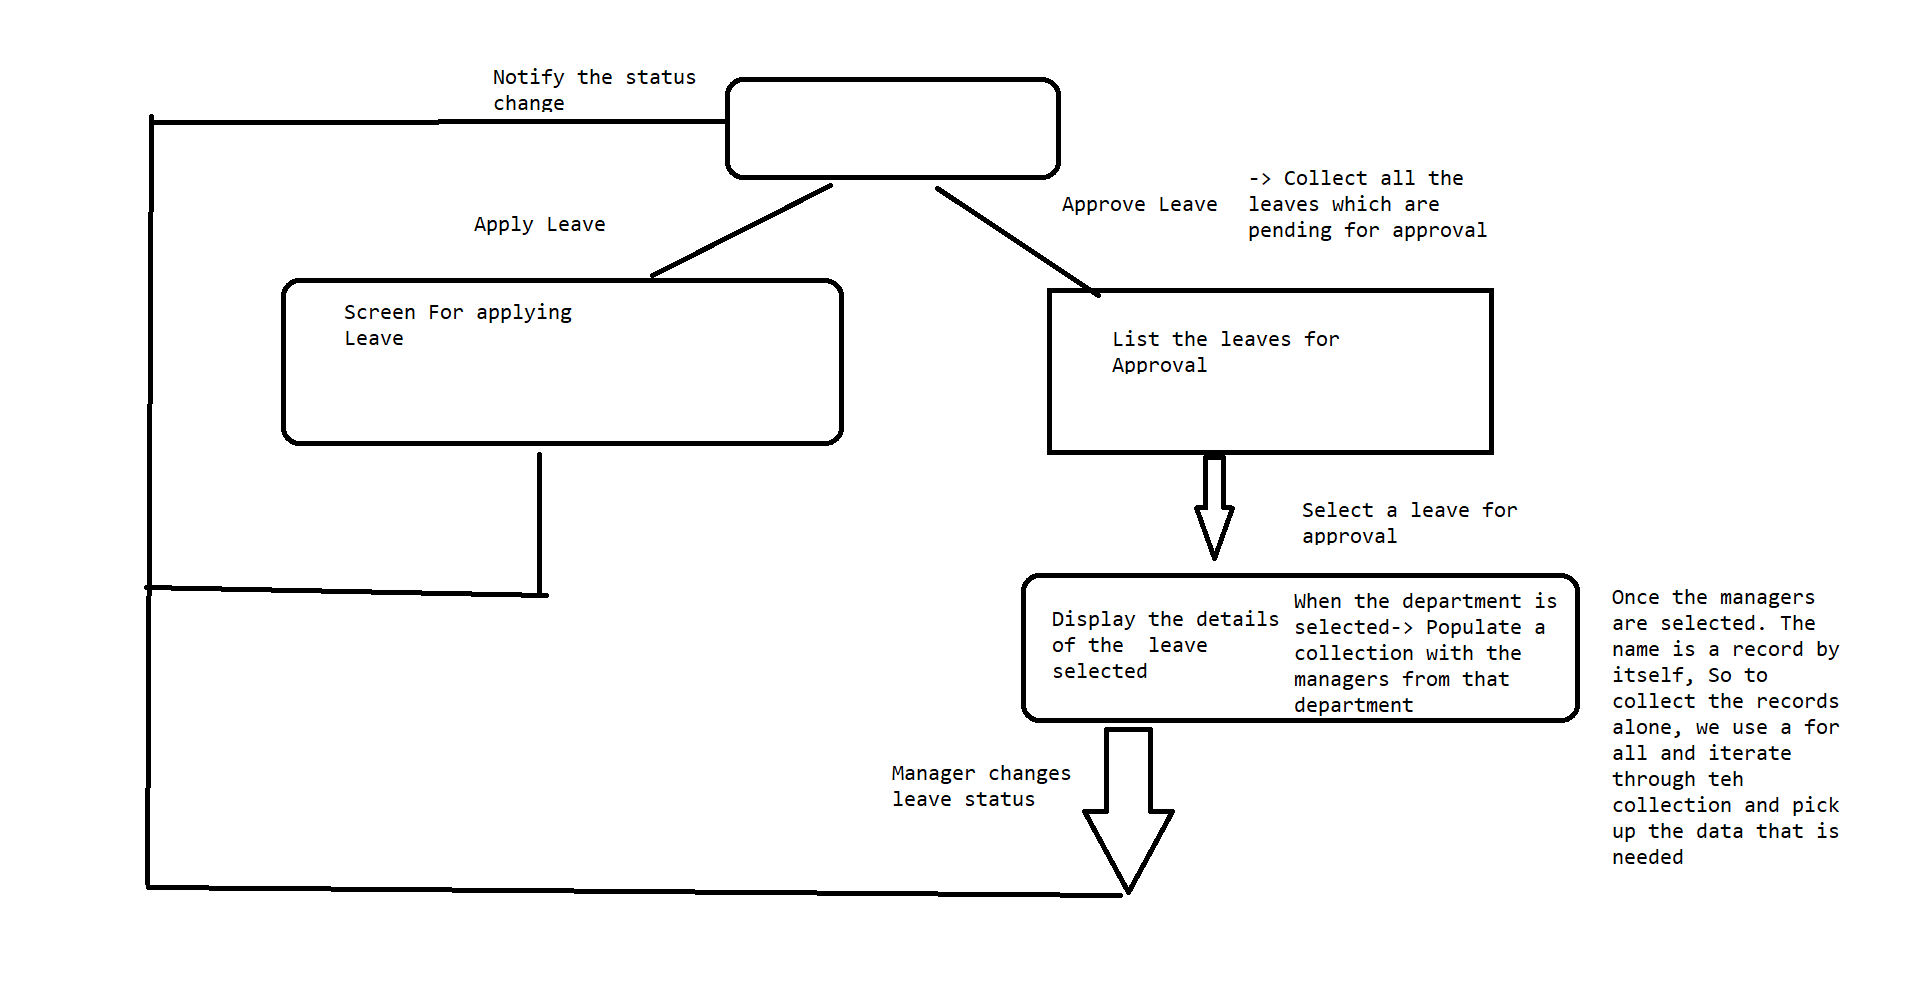 Notify the status
change
Apply Leave
Approve Leave
-> Collect all the
leaves which are
pending for approval
Screen For applying
Leave
List the leaves for
Approval
Select a leave for
approval
Display the details
of the  leave
selected
When the department is
selected-> Populate a
collection with the
managers from that
department
Once the managers
are selected. The
name is a record by
itself, So to
collect the records
alone, we use a for
all and iterate
through teh
collection and pick
up the data that is
needed
Manager changes
leave status